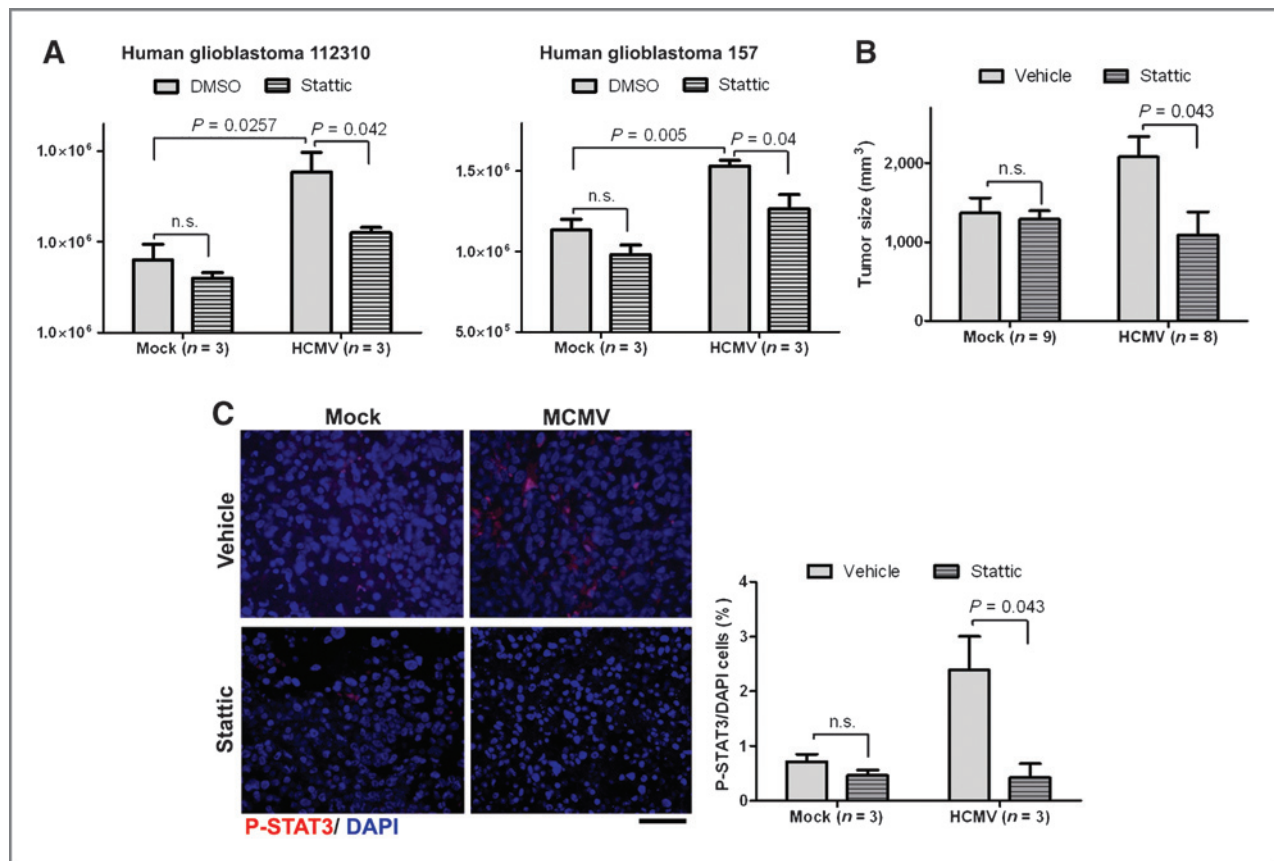 A
Human glioblastoma 112310
DMSO Stattic
P = 0.0257
P = 0.042
n.s.
1.0×10⁶
1.0×10⁶
1.0×10⁶
Mock (n = 3) HCMV (n = 3)
Human glioblastoma 157
DMSO Stattic
P = 0.005
P = 0.04
n.s.
1.5×10⁶
1.0×10⁶
5.0×10⁵
Mock (n = 3) HCMV (n = 3)
B
Vehicle Stattic
P = 0.043
n.s.
Tumor size (mm³)
2,000
1,000
0
Mock (n = 9) HCMV (n = 8)
C
Mock MCMV
Vehicle
Stattic
P-STAT3/ DAPI
Vehicle Stattic
P = 0.043
n.s.
P-STAT3/DAPI cells (%)
4
3
2
1
0
Mock (n = 3) HCMV (n = 3)